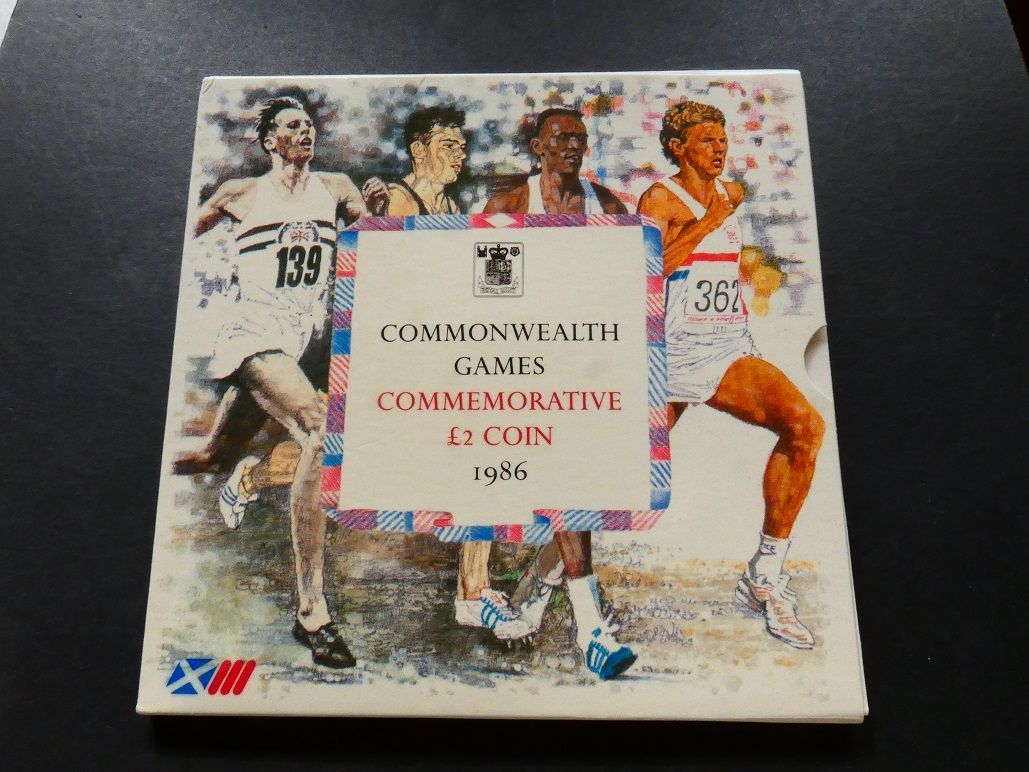 139
362
COMMONWEALTH
GAMES
COMMEMORATIVE
£2 COIN
1986